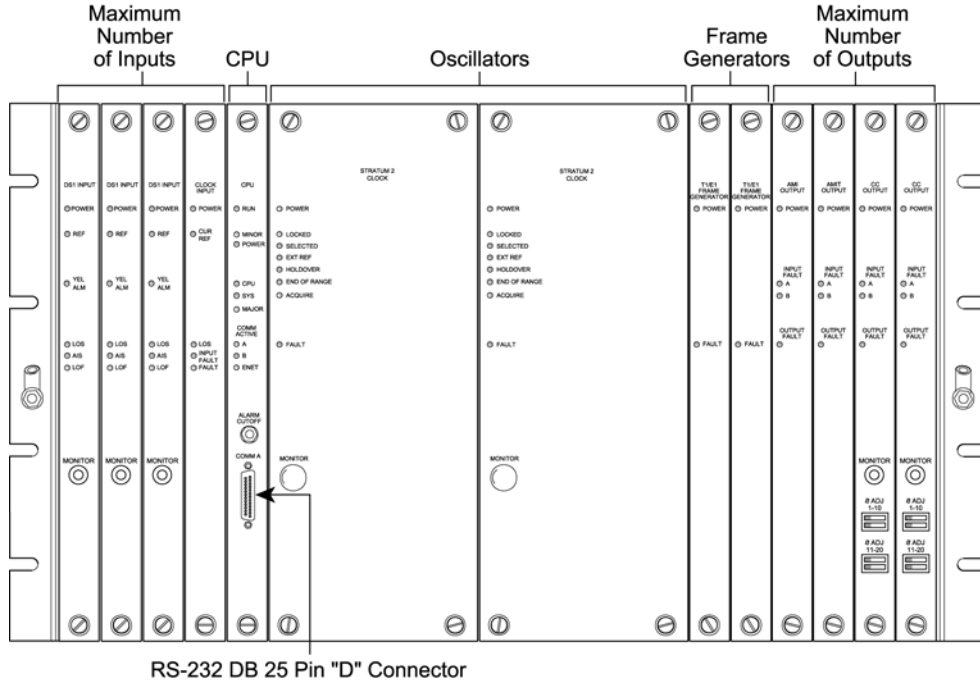 Maximum
Number
of Inputs
CPU
Oscillators
Frame
Generators
Maximum
Number
of Outputs
DS1 INPUT
POWER
REF
YEL
ALM
LOS
AIS
LOF
MONITOR
DS1 INPUT
POWER
REF
YEL
ALM
LOS
AIS
LOF
MONITOR
DS1 INPUT
POWER
REF
YEL
ALM
LOS
AIS
LOF
MONITOR
CLOCK
INPUT
POWER
CUR
REF
LOS
INPUT
FAULT
FAULT
CPU
RUN
MINOR
POWER
CPU
SYS
MAJOR
COMM
ACTIVE
A
B
ENET
ALARM
CUTOFF
COMM A
STRATUM 2
CLOCK
POWER
LOCKED
SELECTED
EXT REF
HOLDOVER
END OF RANGE
ACQUIRE
FAULT
MONITOR
STRATUM 2
CLOCK
POWER
LOCKED
SELECTED
EXT REF
HOLDOVER
END OF RANGE
ACQUIRE
FAULT
MONITOR
T1/E1
FRAME
GENERATOR
POWER
FAULT
T1/E1
FRAME
GENERATOR
POWER
FAULT
AMI
OUTPUT
POWER
INPUT
FAULT
A
B
OUTPUT
FAULT
AMIT
OUTPUT
POWER
INPUT
FAULT
A
B
OUTPUT
FAULT
CC
OUTPUT
POWER
INPUT
FAULT
A
B
OUTPUT
FAULT
MONITOR
ADJ
1-10
ADJ
11-20
CC
OUTPUT
POWER
INPUT
FAULT
A
B
OUTPUT
FAULT
MONITOR
ADJ
1-10
ADJ
11-20
RS-232 DB 25 Pin "D" Connector